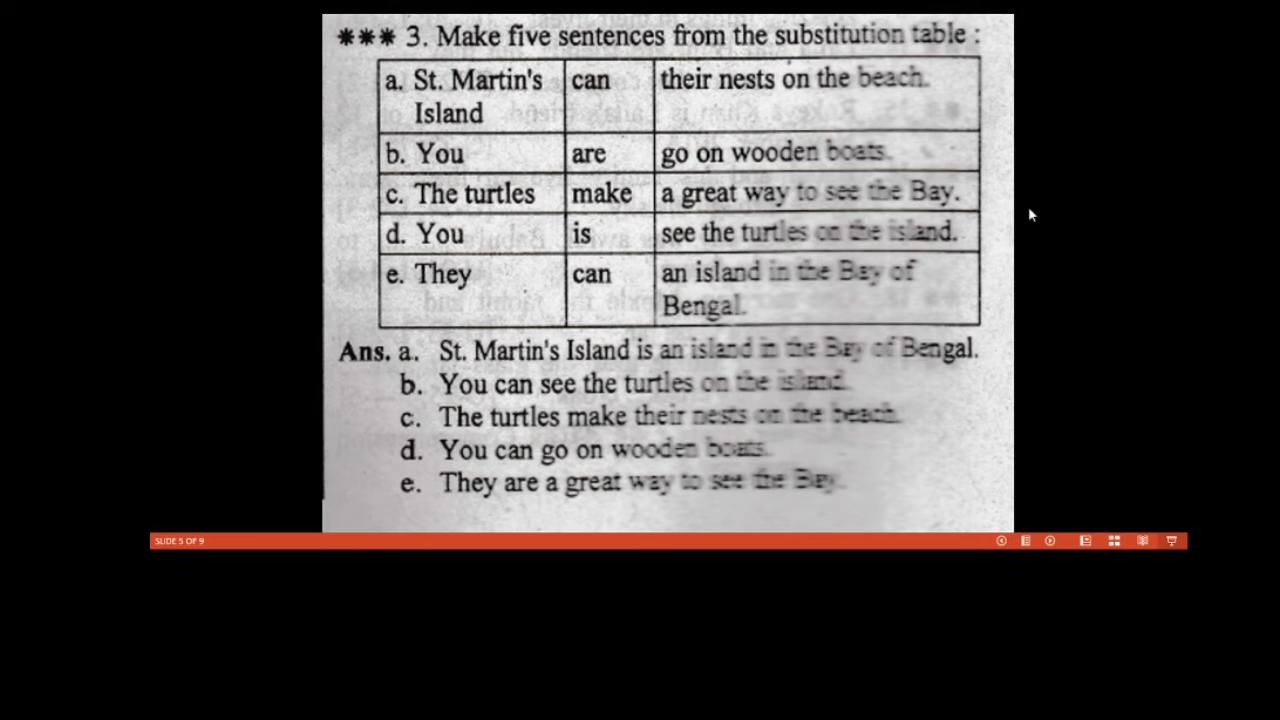 *** 3. Make five sentences from the substitution table :
a. St. Martin's Island can their nests on the beach.
b. You are go on wooden boats.
c. The turtles make a great way to see the Bay.
d. You is see the turtles on the island.
e. They can an island in the Bay of Bengal.
Ans. a. St. Martin's Island is an island in the Bay of Bengal.
b. You can see the turtles on the island.
c. The turtles make their nests on the beach.
d. You can go on wooden boats.
e. They are a great way to see the Bay.
SLIDE 5 OF 9